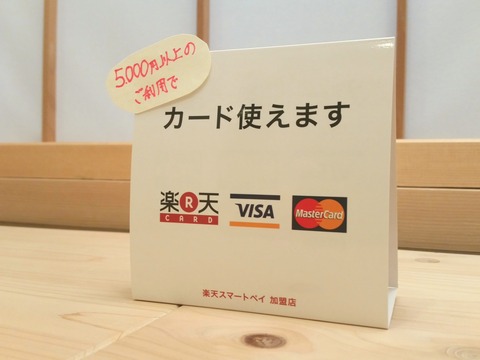 5,000円以上の
ご利用で
カード使えます
楽R天
CARD
VISA
MasterCard
楽天スマートペイ 加盟店